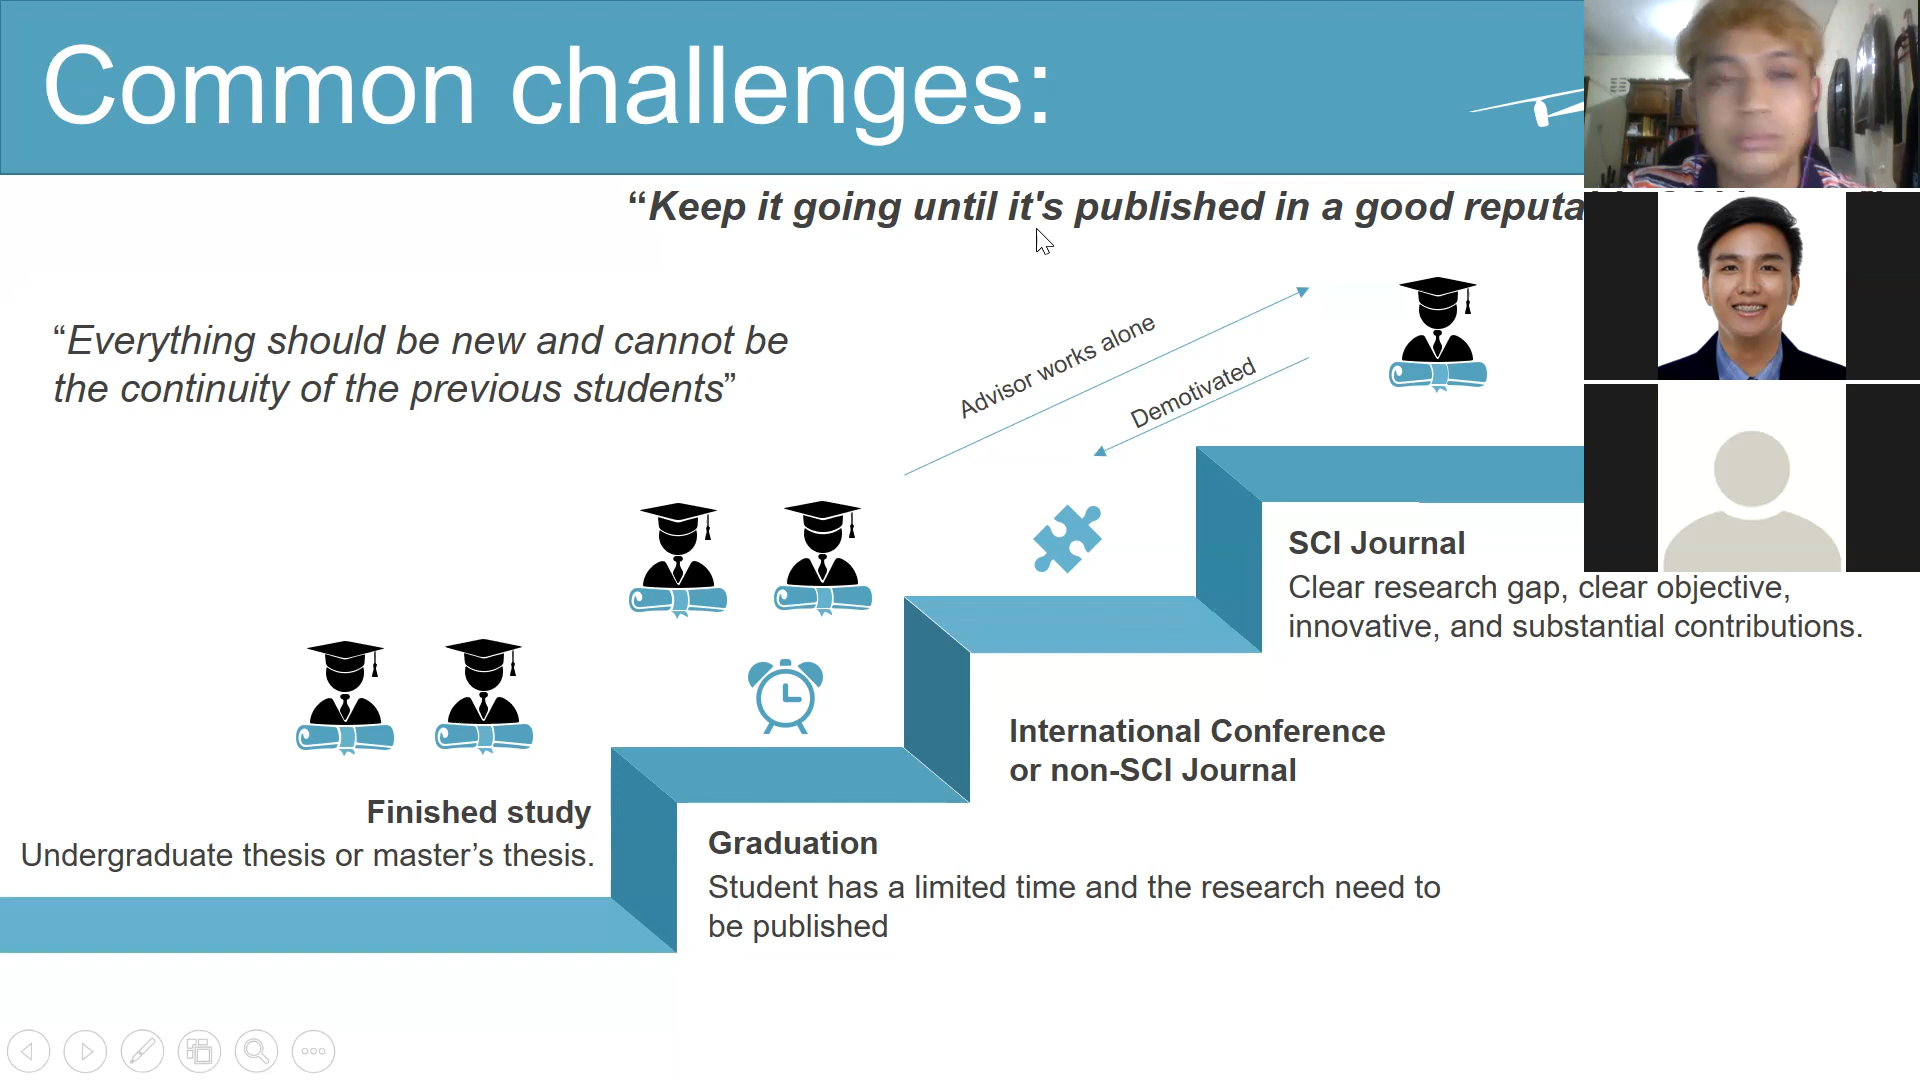 Common challenges:
“Keep it going until it's published in a good
“Everything should be new and cannot be
the continuity of the previous students”
Advisor works alone
Demotivated
SCI Journal
Clear research gap, clear objective,
innovative, and substantial contributions.
International Conference
or non-SCI Journal
Finished study
Undergraduate thesis or master’s thesis.
Graduation
Student has a limited time and the research need to
be published